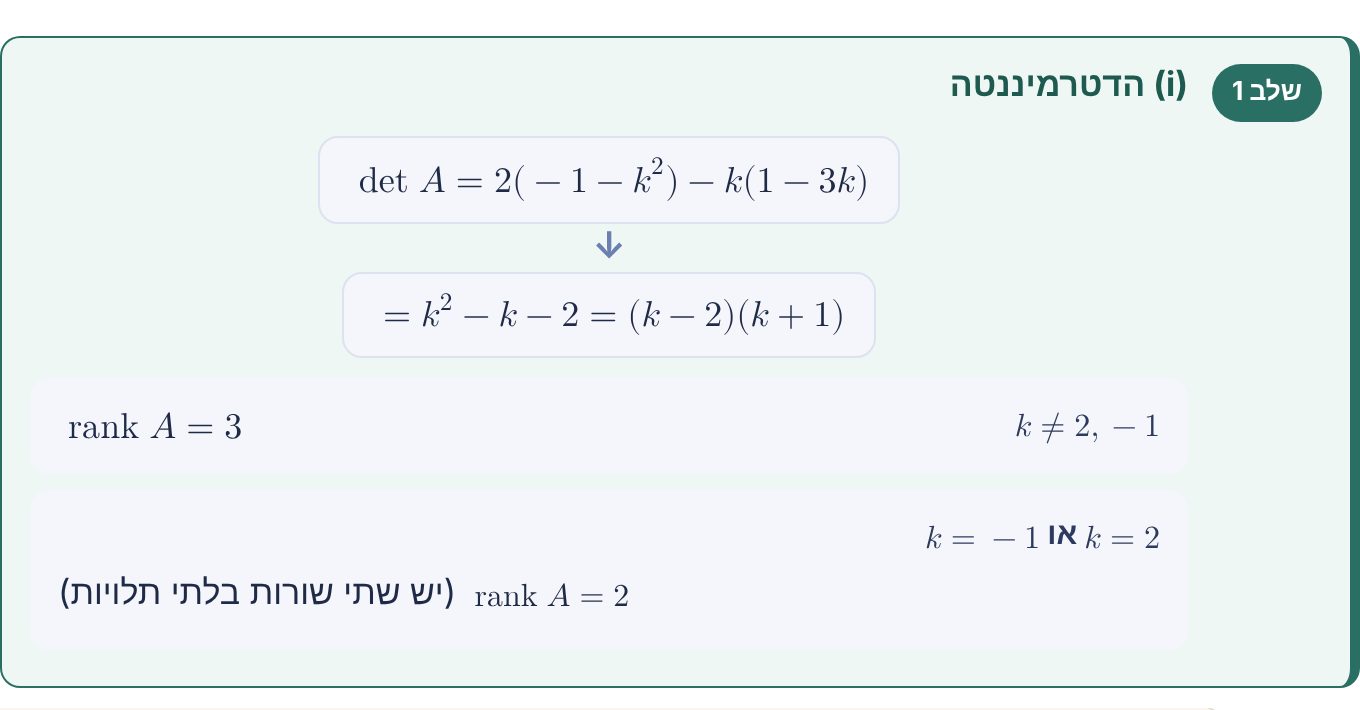 שלב 1
(i) הדטרמיננטה
det A = 2( − 1 − k²) − k(1 − 3k)
↓
= k² − k − 2 = (k − 2)(k + 1)
k ≠ 2, − 1
rank A = 3
k = 2 או k = − 1
rank A = 2 (יש שתי שורות בלתי תלויות)